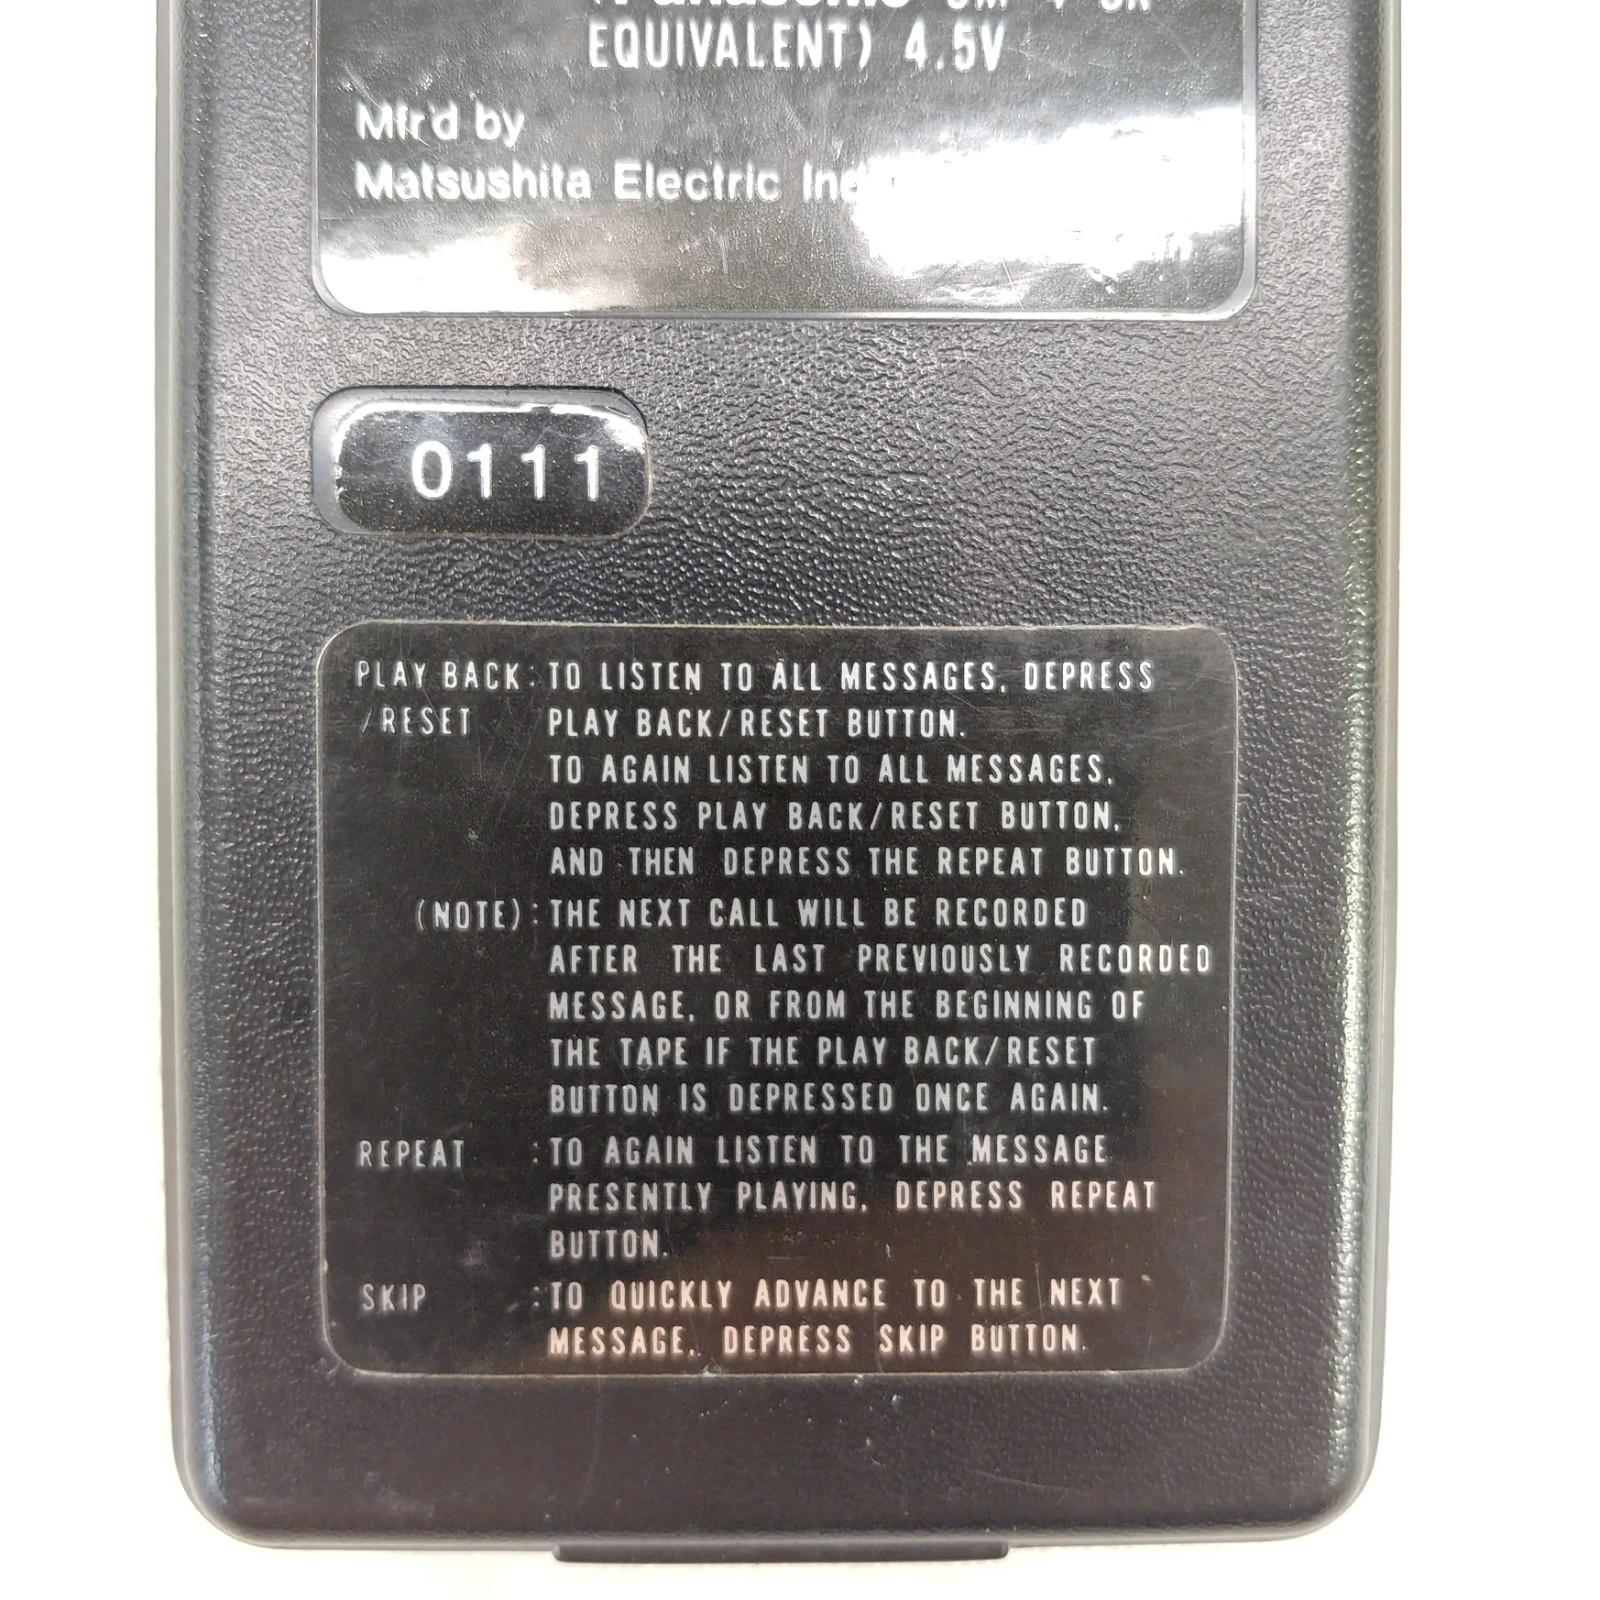 (Panasonic UM
EQUIVALENT) 4.5V
Mfr'd by
Matsushita Electric
0111
PLAY BACK : TO LISTEN TO ALL MESSAGES, DEPRESS
/RESET PLAY BACK/RESET BUTTON.
TO AGAIN LISTEN TO ALL MESSAGES,
DEPRESS PLAY BACK/RESET BUTTON,
AND THEN DEPRESS THE REPEAT BUTTON.
(NOTE) : THE NEXT CALL WILL BE RECORDED
AFTER THE LAST PREVIOUSLY RECORDED
MESSAGE, OR FROM THE BEGINNING OF
THE TAPE IF THE PLAY BACK/RESET
BUTTON IS DEPRESSED ONCE AGAIN.
REPEAT : TO AGAIN LISTEN TO THE MESSAGE
PRESENTLY PLAYING, DEPRESS REPEAT
BUTTON.
SKIP : TO QUICKLY ADVANCE TO THE NEXT
MESSAGE, DEPRESS SKIP BUTTON.